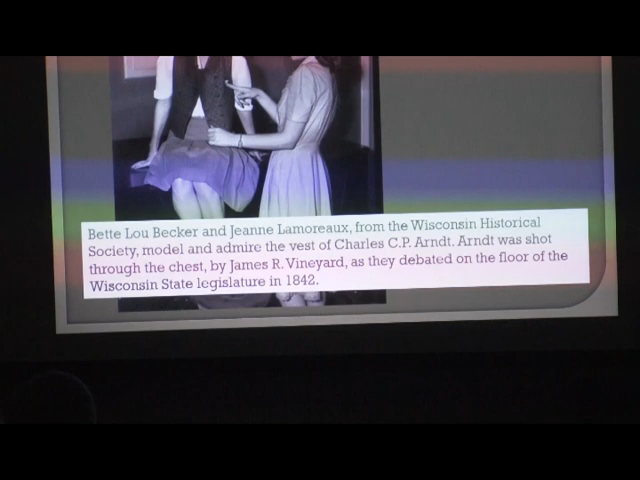 Bette Lou Becker and Jeanne Lamoreaux, from the Wisconsin Historical
Society, model and admire the vest of Charles C.P. Arndt. Arndt was shot
through the chest, by James R. Vineyard, as they debated on the floor of the
Wisconsin State legislature in 1842.